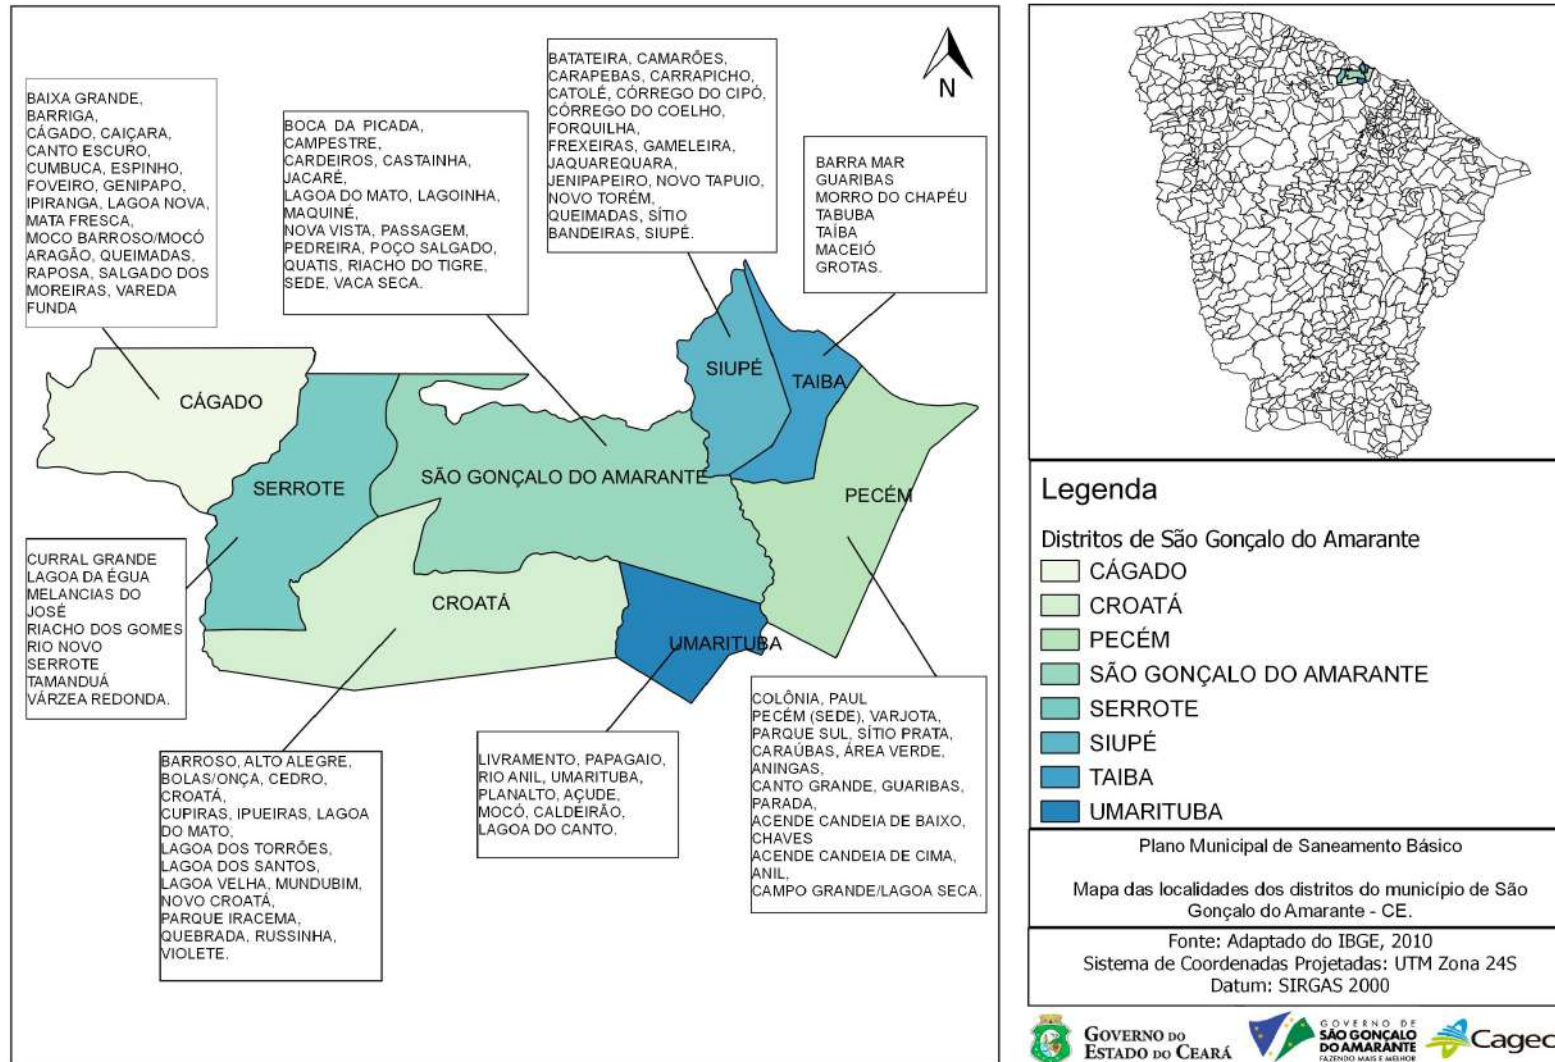 BAIXA GRANDE,
BARRIGA,
CÁGADO, CAIÇARA,
CANTO ESCURO,
CUMBUCA, ESPINHO,
FOVEIRO, GENIPAPO,
IPIRANGA, LAGOA NOVA,
MATA FRESCA,
MOCO BARROSO/MOCÓ
ARAGÃO, QUEIMADAS,
RAPOSA, SALGADO DOS
MOREIRAS, VAREDA
FUNDA
BOCA DA PICADA,
CAMPESTRE,
CARDEIROS, CASTAINHA,
JACARÉ,
LAGOA DO MATO, LAGOINHA,
MAQUINÉ,
NOVA VISTA, PASSAGEM,
PEDREIRA, POÇO SALGADO,
QUATIS, RIACHO DO TIGRE,
SEDE, VACA SECA.
BATATEIRA, CAMARÕES,
CARAPEBAS, CARRAPICHO,
CATOLÉ, CÓRREGO DO CIPÓ,
CÓRREGO DO COELHO,
FORQUILHA,
FREXEIRAS, GAMELEIRA,
JAQUAREQUARA,
JENIPAPEIRO, NOVO TAPUIO,
NOVO TORÉM,
QUEIMADAS, SÍTIO
BANDEIRAS, SIUPÉ.
N
BARRA MAR
GUARIBAS
MORRO DO CHAPÉU
TABUBA
TAÍBA
MACEIÓ
GROTAS.
CÁGADO
SERROTE
SÃO GONÇALO DO AMARANTE
SIUPÉ
TAIBA
PECÉM
CROATÁ
UMARITUBA
CURRAL GRANDE
LAGOA DA ÉGUA
MELANCIAS DO
JOSÉ
RIACHO DOS GOMES
RIO NOVO
SERROTE
TAMANDUÁ
VÁRZEA REDONDA.
BARROSO, ALTO ALEGRE,
BOLAS/ONÇA, CEDRO,
CROATÁ,
CUPIRAS, IPUEIRAS, LAGOA
DO MATO,
LAGOA DOS TORRÕES,
LAGOA DOS SANTOS,
LAGOA VELHA, MUNDUBIM,
NOVO CROATÁ,
PARQUE IRACEMA,
QUEBRADA, RUSSINHA,
VIOLETE.
LIVRAMENTO, PAPAGAIO,
RIO ANIL, UMARITUBA,
PLANALTO, AÇUDE,
MOCÓ, CALDEIRÃO,
LAGOA DO CANTO.
COLÔNIA, PAUL
PECÉM (SEDE), VARJOTA,
PARQUE SUL, SÍTIO PRATA,
CARAÚBAS, ÁREA VERDE,
ANINGAS,
CANTO GRANDE, GUARIBAS,
PARADA,
ACENDE CANDEIA DE BAIXO,
CHAVES
ACENDE CANDEIA DE CIMA,
ANIL,
CAMPO GRANDE/LAGOA SECA.
Legenda
Distritos de São Gonçalo do Amarante
CÁGADO
CROATÁ
PECÉM
SÃO GONÇALO DO AMARANTE
SERROTE
SIUPÉ
TAIBA
UMARITUBA
Plano Municipal de Saneamento Básico
Mapa das localidades dos distritos do município de São
Gonçalo do Amarante - CE.
Fonte: Adaptado do IBGE, 2010
Sistema de Coordenadas Projetadas: UTM Zona 24S
Datum: SIRGAS 2000
GOVERNO DO
ESTADO DO CEARÁ
GOVERNO DE
SÃO GONÇALO
DO AMARANTE
FAZENDO MAIS E MELHOR
Cagec